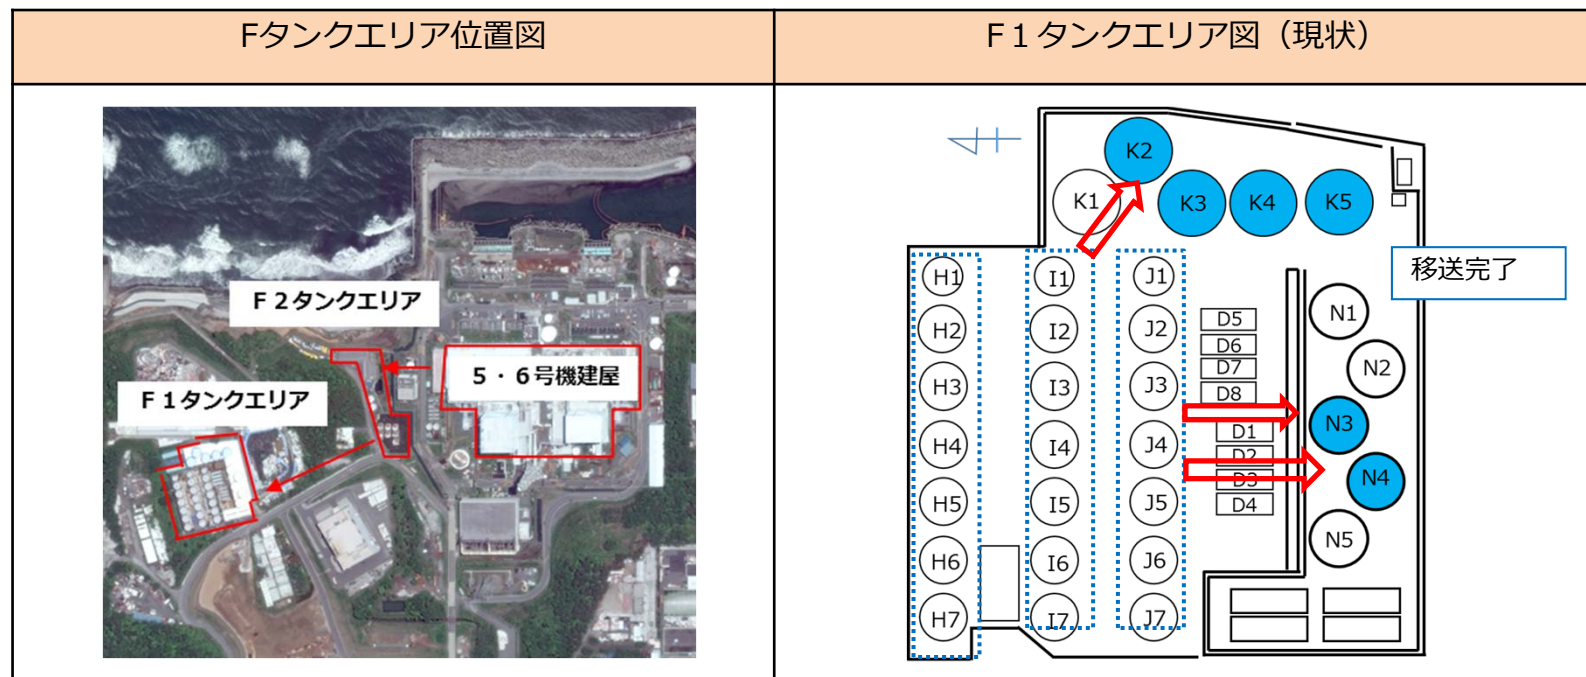 Fタンクエリア位置図
F１タンクエリア図（現状）
F２タンクエリア
５・６号機建屋
F１タンクエリア
K2
K1
K3
K4
K5
移送完了
H1
I1
J1
H2
I2
J2
D5
N1
D6
D7
N2
H3
I3
J3
D8
N3
H4
I4
J4
D1
D2
D3
N4
H5
I5
J5
D4
N5
H6
I6
J6
H7
I7
J7